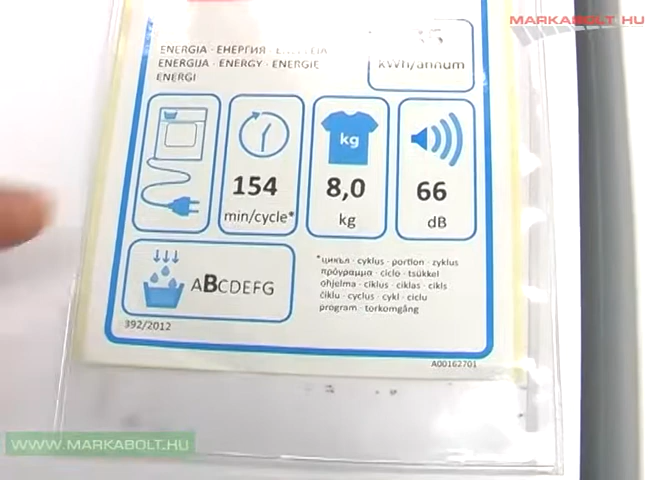 MARKABOLT HU
ENERGIA · ЕНЕРГИЯ ·
ENERGIJA · ENERGY · ENERGIE
ENERGI
kWh/annum
kg
154
min/cycle*
8,0
kg
66
dB
ABCDEFG
*цикъл · cyklus · portion · zyklus
πρόγραμμα · ciclo · tsükkel
ohjelma · ciklus · ciklas · cikls
ċiklu · cyclus · cykl · ciclu
program · torkomgång
392/2012
A00162701
WWW.MARKABOLT.HU